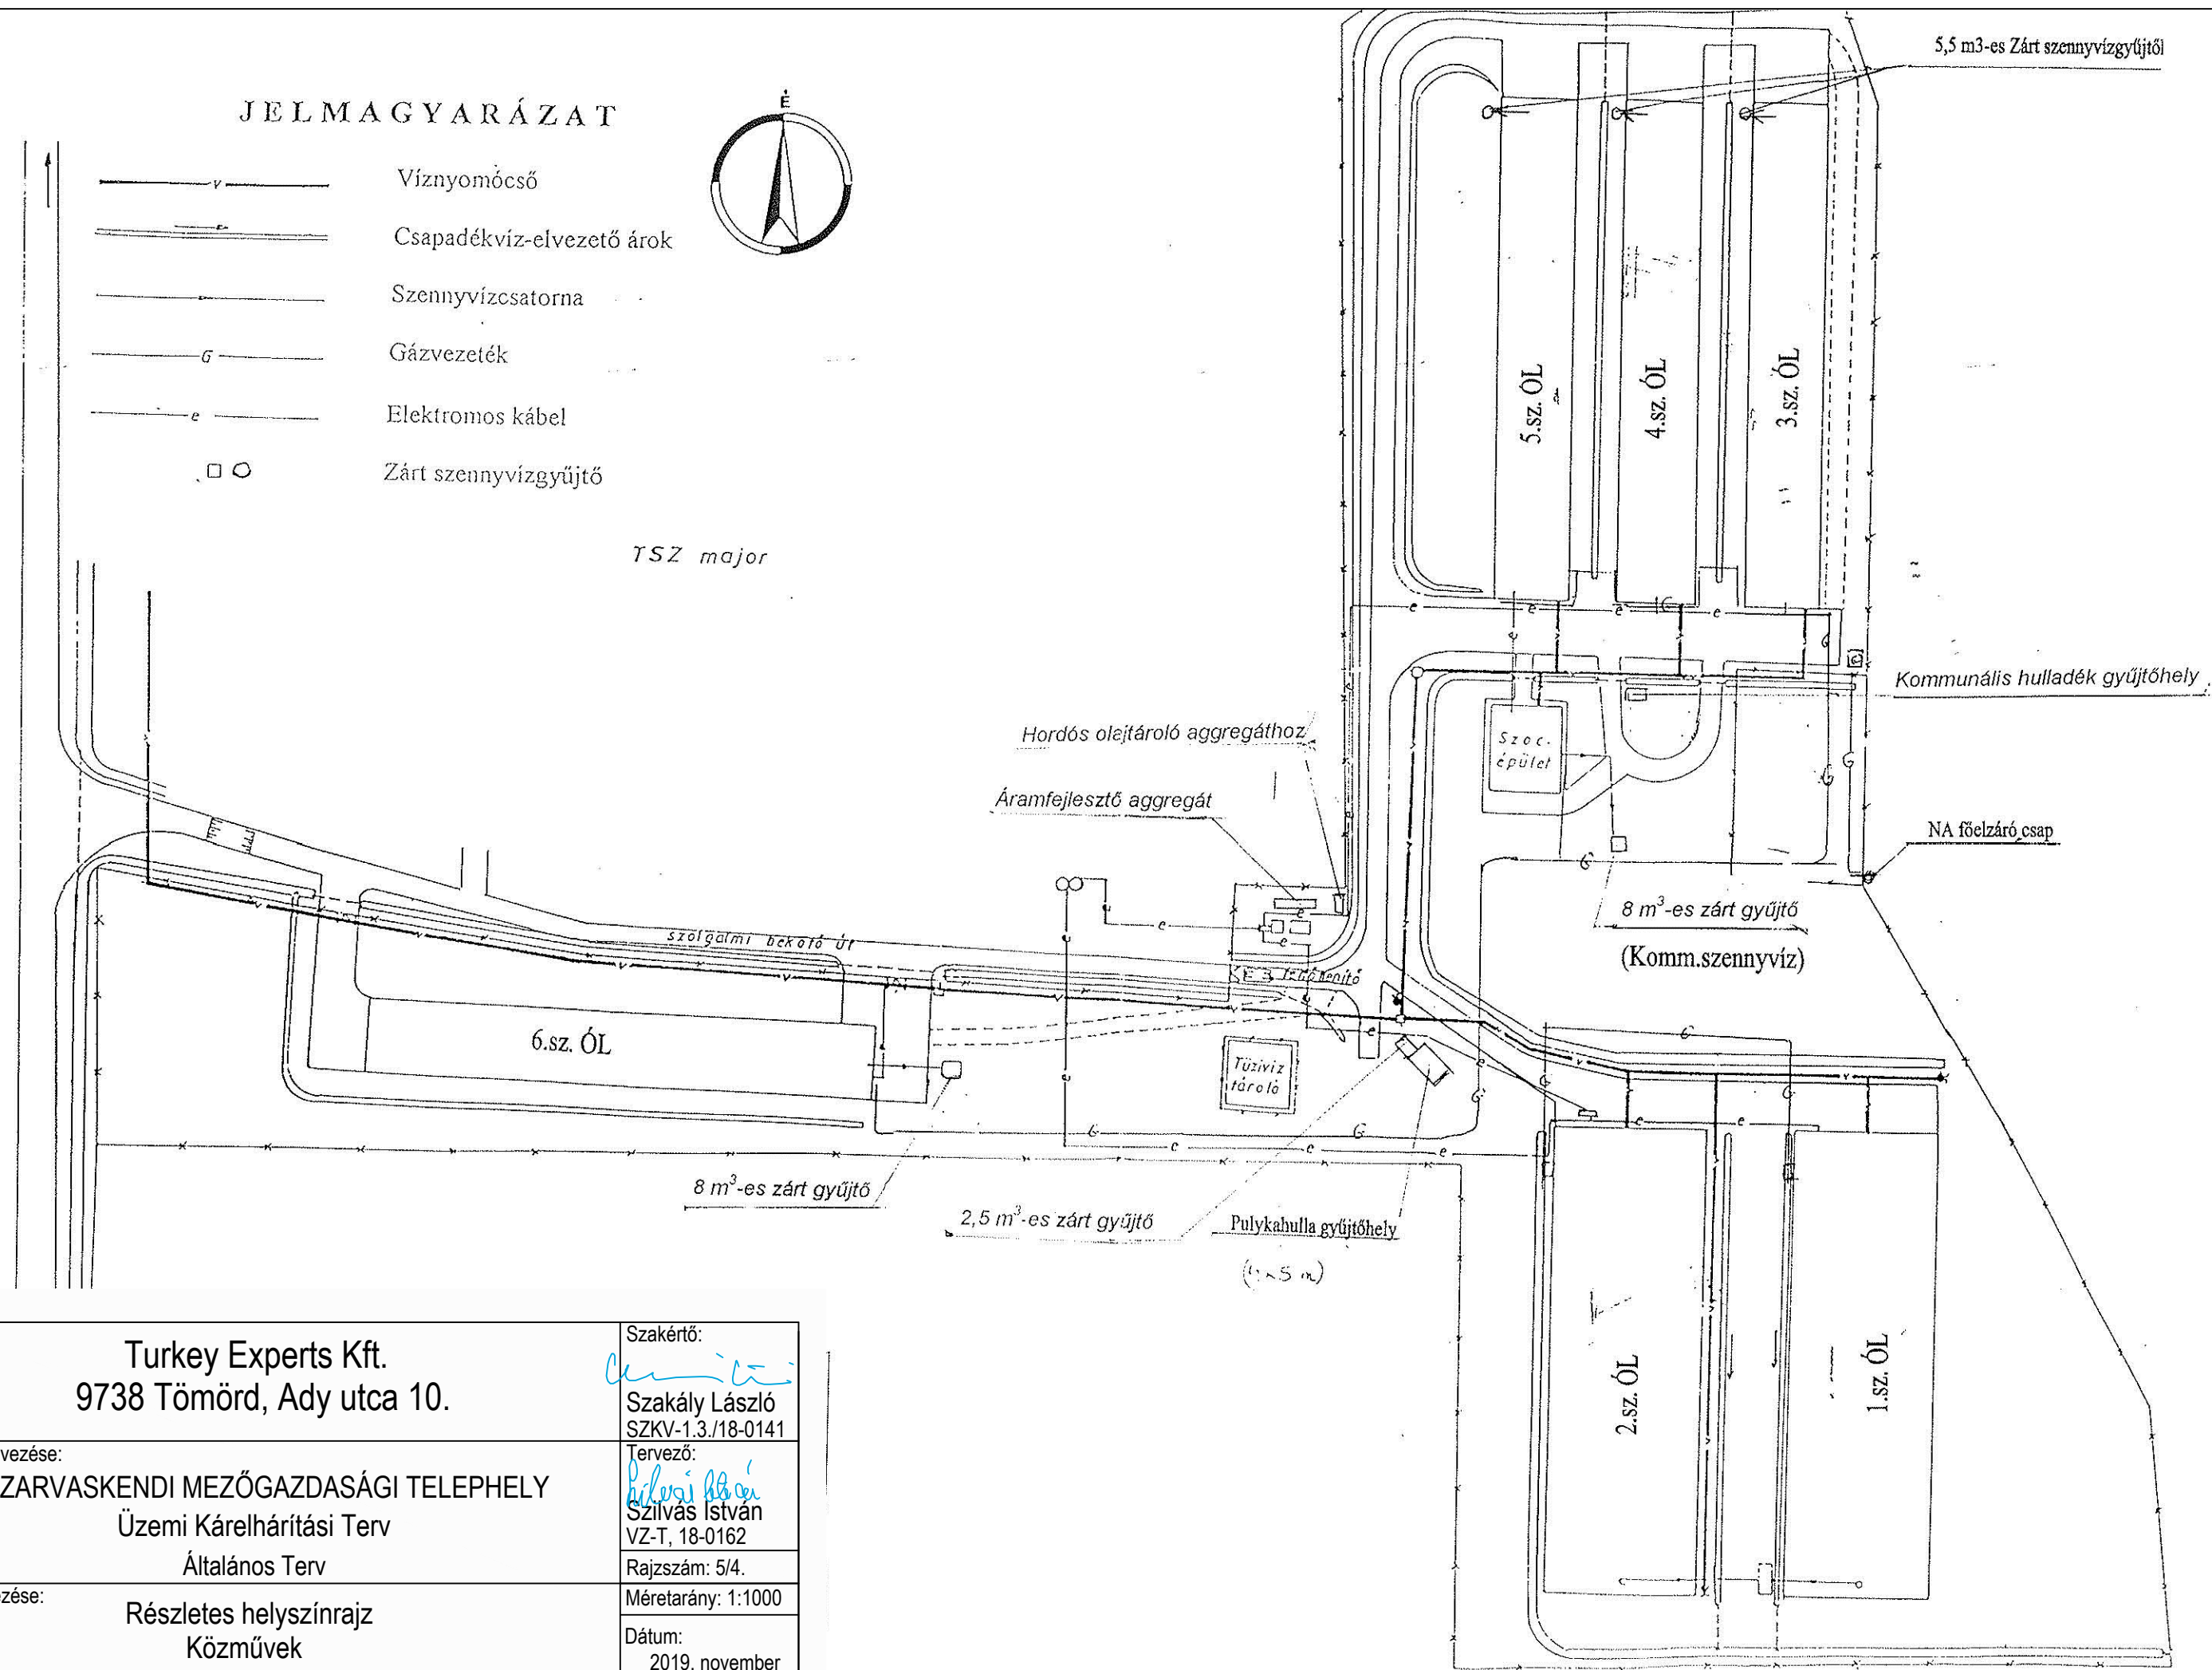 JELMAGYARÁZAT
É
v
Víznyomócső
Csapadékvíz-elvezető árok
Szennyvízcsatorna
G
Gázvezeték
e
Elektromos kábel
Zárt szennyvízgyűjtő
TSZ major
5,5 m3-es Zárt szennyvízgyűjtől
5.sz. ÓL
4.sz. ÓL
3.sz. ÓL
Kommunális hulladék gyűjtőhely
Hordós olajtároló aggregáthoz
Áramfejlesztő aggregát
Szoc.
épület
NA főelzáró csap
8 m³-es zárt gyűjtő
(Komm.szennyvíz)
szolgalmi bekötő út
6.sz. ÓL
Tüzivíz
tároló
8 m³-es zárt gyűjtő
2,5 m³-es zárt gyűjtő
Pulykahulla gyűjtőhely
2.sz. ÓL
1.sz. ÓL
Turkey Experts Kft.
9738 Tömörd, Ady utca 10.
Szakértő:
Szakály László
SZKV-1.3./18-0141
vezése:
ZARVASKENDI MEZŐGAZDASÁGI TELEPHELY
Üzemi Kárelhárítási Terv
Általános Terv
Tervező:
Szilvás István
VZ-T, 18-0162
Rajzszám: 5/4.
zése:
Részletes helyszínrajz
Közművek
Méretarány: 1:1000
Dátum:
2019. november